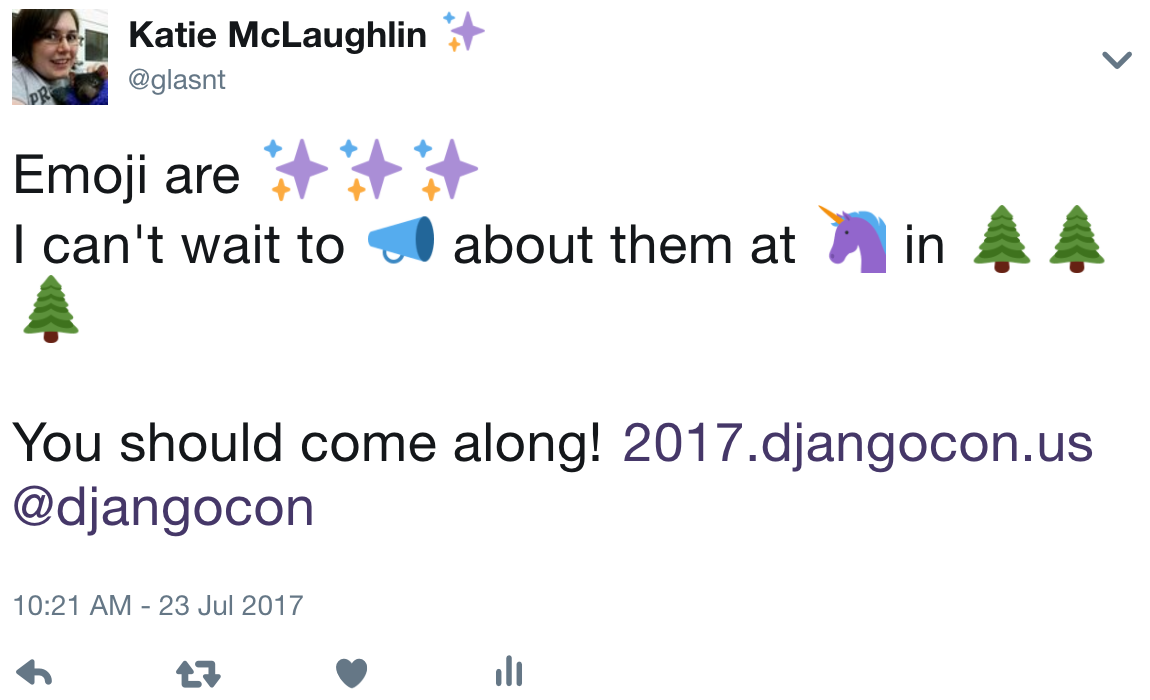 Katie McLaughlin ✨
@glasnt
Emoji are ✨✨✨
I can't wait to 📣 about them at 🦄 in 🌲🌲
🌲
You should come along! 2017.djangocon.us
@djangocon
10:21 AM - 23 Jul 2017